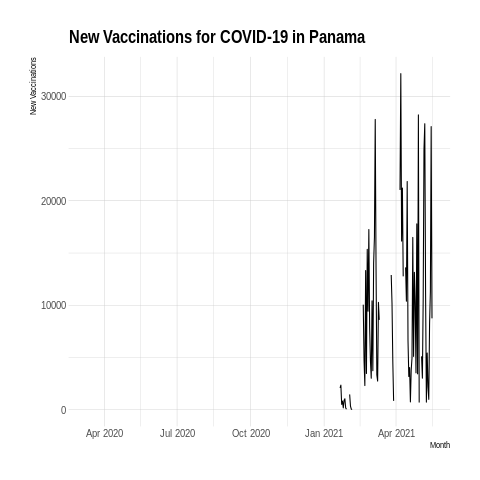 New Vaccinations for COVID-19 in Panama
New Vaccinations
30000
20000
10000
0
Apr 2020 Jul 2020 Oct 2020 Jan 2021 Apr 2021
Month